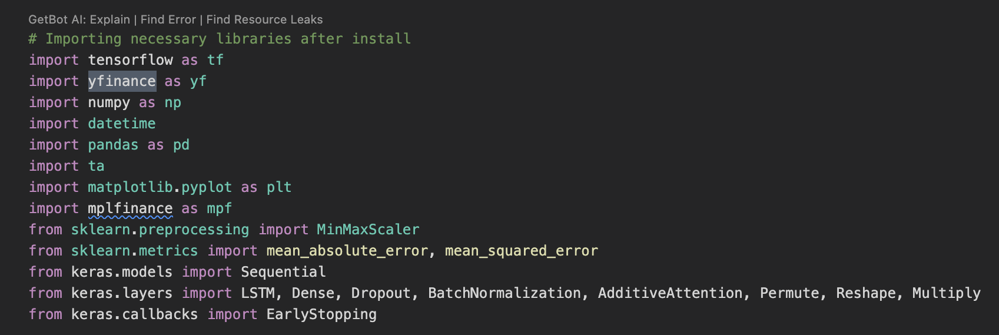 GetBot AI: Explain | Find Error | Find Resource Leaks
# Importing necessary libraries after install
import tensorflow as tf
import yfinance as yf
import numpy as np
import datetime
import pandas as pd
import ta
import matplotlib.pyplot as plt
import mplfinance as mpf
from sklearn.preprocessing import MinMaxScaler
from sklearn.metrics import mean_absolute_error, mean_squared_error
from keras.models import Sequential
from keras.layers import LSTM, Dense, Dropout, BatchNormalization, AdditiveAttention, Permute, Reshape, Multiply
from keras.callbacks import EarlyStopping